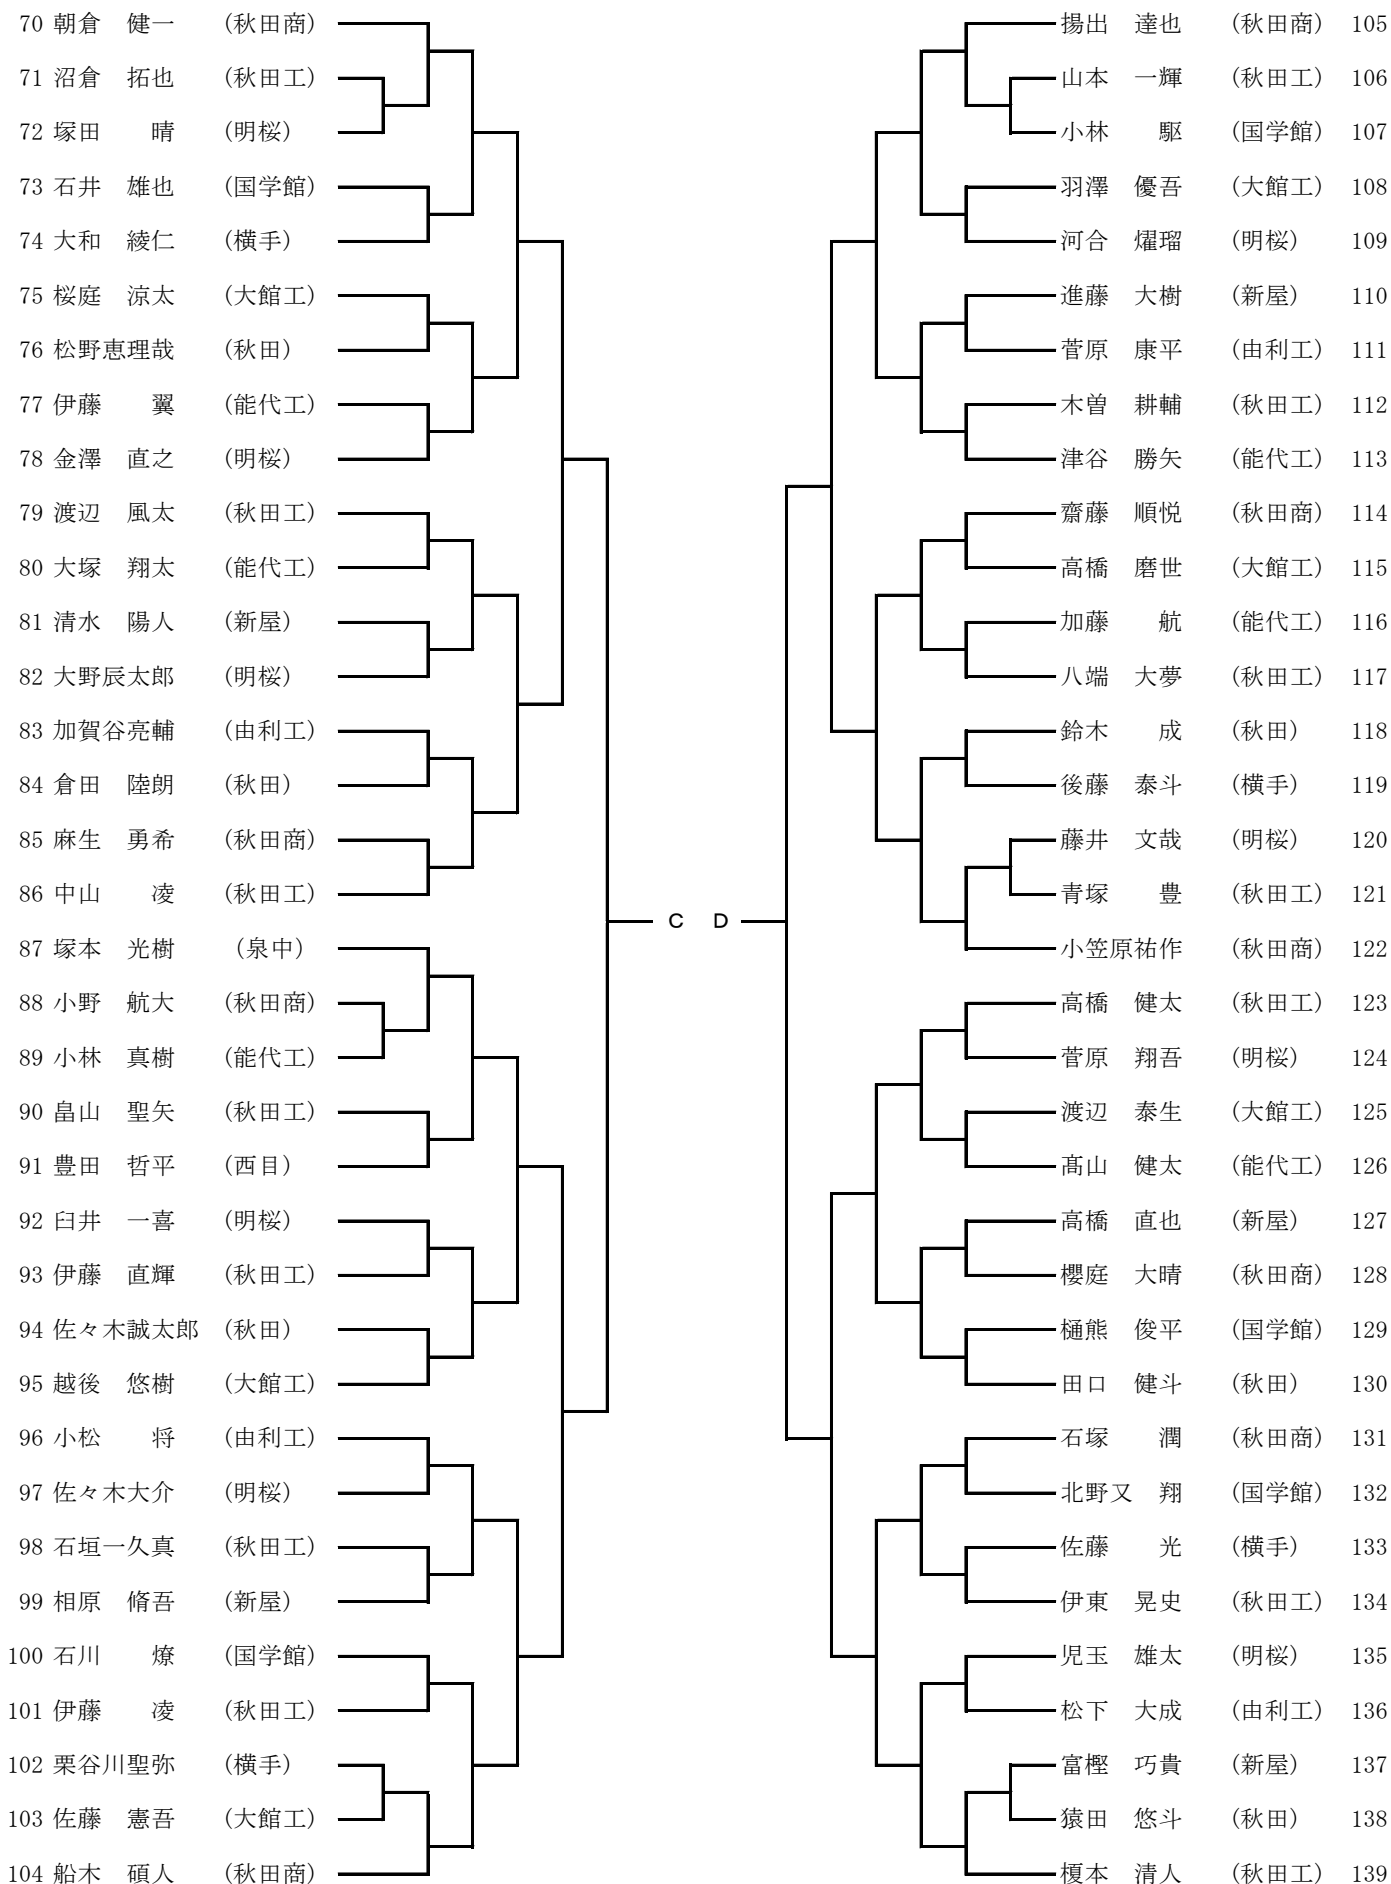 70 朝倉　健一　(秋田商)
71 沼倉　拓也　(秋田工)
72 塚田　　晴　(明桜)
73 石井　雄也　(国学館)
74 大和　綾仁　(横手)
75 桜庭　涼太　(大館工)
76 松野恵理哉　(秋田)
77 伊藤　　翼　(能代工)
78 金澤　直之　(明桜)
79 渡辺　風太　(秋田工)
80 大塚　翔太　(能代工)
81 清水　陽人　(新屋)
82 大野辰太郎　(明桜)
83 加賀谷亮輔　(由利工)
84 倉田　陸朗　(秋田)
85 麻生　勇希　(秋田商)
86 中山　　凌　(秋田工)
87 塚本　光樹　(泉中)
88 小野　航大　(秋田商)
89 小林　真樹　(能代工)
90 畠山　聖矢　(秋田工)
91 豊田　哲平　(西目)
92 臼井　一喜　(明桜)
93 伊藤　直輝　(秋田工)
94 佐々木誠太郎　(秋田)
95 越後　悠樹　(大館工)
96 小松　　将　(由利工)
97 佐々木大介　(明桜)
98 石垣一久真　(秋田工)
99 相原　脩吾　(新屋)
100 石川　　燎　(国学館)
101 伊藤　　凌　(秋田工)
102 栗谷川聖弥　(横手)
103 佐藤　憲吾　(大館工)
104 船木　碩人　(秋田商)
C　D
揚出　達也　(秋田商)　105
山本　一輝　(秋田工)　106
小林　　駆　(国学館)　107
羽澤　優吾　(大館工)　108
河合　燿瑠　(明桜)　109
進藤　大樹　(新屋)　110
菅原　康平　(由利工)　111
木曽　耕輔　(秋田工)　112
津谷　勝矢　(能代工)　113
齋藤　順悦　(秋田商)　114
高橋　磨世　(大館工)　115
加藤　　航　(能代工)　116
八端　大夢　(秋田工)　117
鈴木　　成　(秋田)　118
後藤　泰斗　(横手)　119
藤井　文哉　(明桜)　120
青塚　　豊　(秋田工)　121
小笠原祐作　(秋田商)　122
高橋　健太　(秋田工)　123
菅原　翔吾　(明桜)　124
渡辺　泰生　(大館工)　125
髙山　健太　(能代工)　126
高橋　直也　(新屋)　127
櫻庭　大晴　(秋田商)　128
樋熊　俊平　(国学館)　129
田口　健斗　(秋田)　130
石塚　　潤　(秋田商)　131
北野又　翔　(国学館)　132
佐藤　　光　(横手)　133
伊東　晃史　(秋田工)　134
児玉　雄太　(明桜)　135
松下　大成　(由利工)　136
富樫　巧貴　(新屋)　137
猿田　悠斗　(秋田)　138
榎本　清人　(秋田工)　139